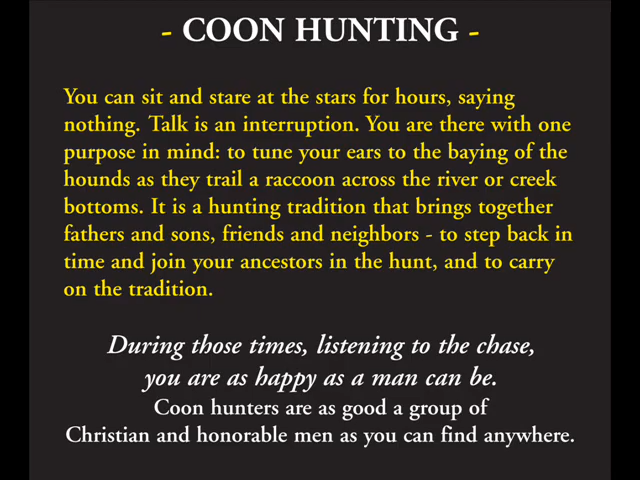 - COON HUNTING -
You can sit and stare at the stars for hours, saying
nothing. Talk is an interruption. You are there with one
purpose in mind: to tune your ears to the baying of the
hounds as they trail a raccoon across the river or creek
bottoms. It is a hunting tradition that brings together
fathers and sons, friends and neighbors - to step back in
time and join your ancestors in the hunt, and to carry
on the tradition.
During those times, listening to the chase,
you are as happy as a man can be.
Coon hunters are as good a group of
Christian and honorable men as you can find anywhere.